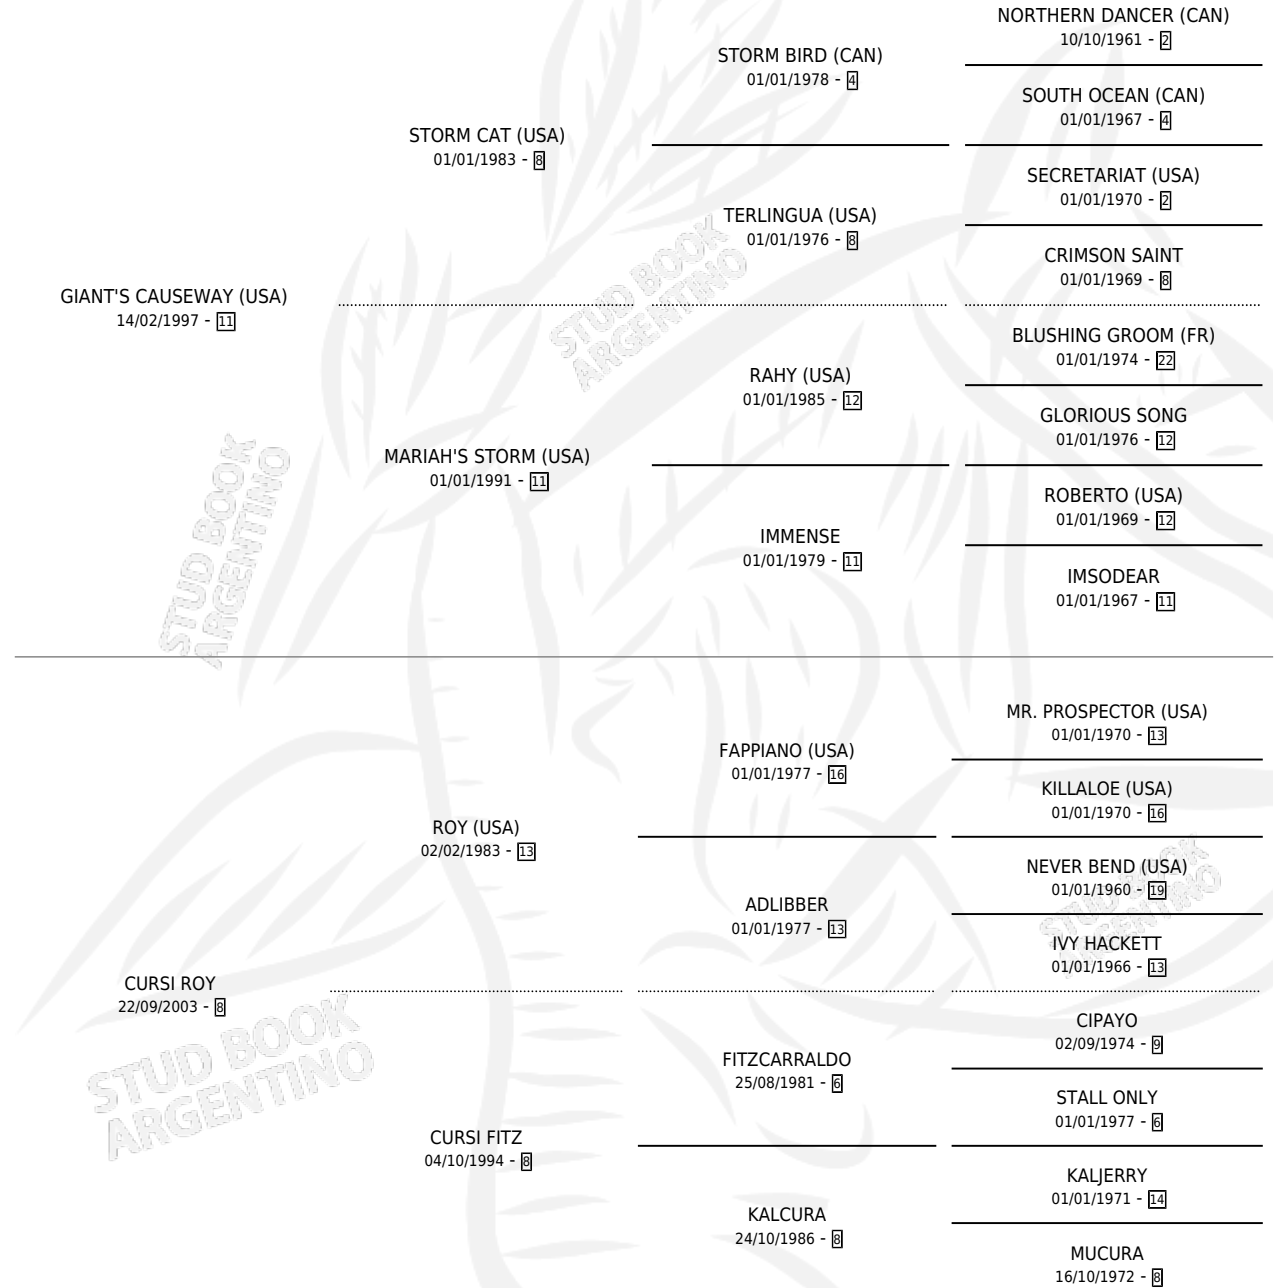 NORTHERN DANCER (CAN)
10/10/1961 - 2
STORM BIRD (CAN)
01/01/1978 - 4
SOUTH OCEAN (CAN)
01/01/1967 - 4
STORM CAT (USA)
01/01/1983 - 8
SECRETARIAT (USA)
01/01/1970 - 2
TERLINGUA (USA)
01/01/1976 - 8
CRIMSON SAINT
01/01/1969 - 8
GIANT'S CAUSEWAY (USA)
14/02/1997 - 11
BLUSHING GROOM (FR)
01/01/1974 - 22
RAHY (USA)
01/01/1985 - 12
GLORIOUS SONG
01/01/1976 - 12
MARIAH'S STORM (USA)
01/01/1991 - 11
ROBERTO (USA)
01/01/1969 - 12
IMMENSE
01/01/1979 - 11
IMSODEAR
01/01/1967 - 11
MR. PROSPECTOR (USA)
01/01/1970 - 13
FAPPIANO (USA)
01/01/1977 - 16
KILLALOE (USA)
01/01/1970 - 16
ROY (USA)
02/02/1983 - 13
NEVER BEND (USA)
01/01/1960 - 19
ADLIBBER
01/01/1977 - 13
IVY HACKETT
01/01/1966 - 13
CURSI ROY
22/09/2003 - 8
CIPAYO
02/09/1974 - 9
FITZCARRALDO
25/08/1981 - 6
STALL ONLY
01/01/1977 - 6
CURSI FITZ
04/10/1994 - 8
KALJERRY
01/01/1971 - 14
KALCURA
24/10/1986 - 8
MUCURA
16/10/1972 - 8
STUD BOOK
ARGENTINO
STUD BOOK
ARGENTINO
STUD BOOK
ARGENTINO
STUD BOOK
ARGENTINO